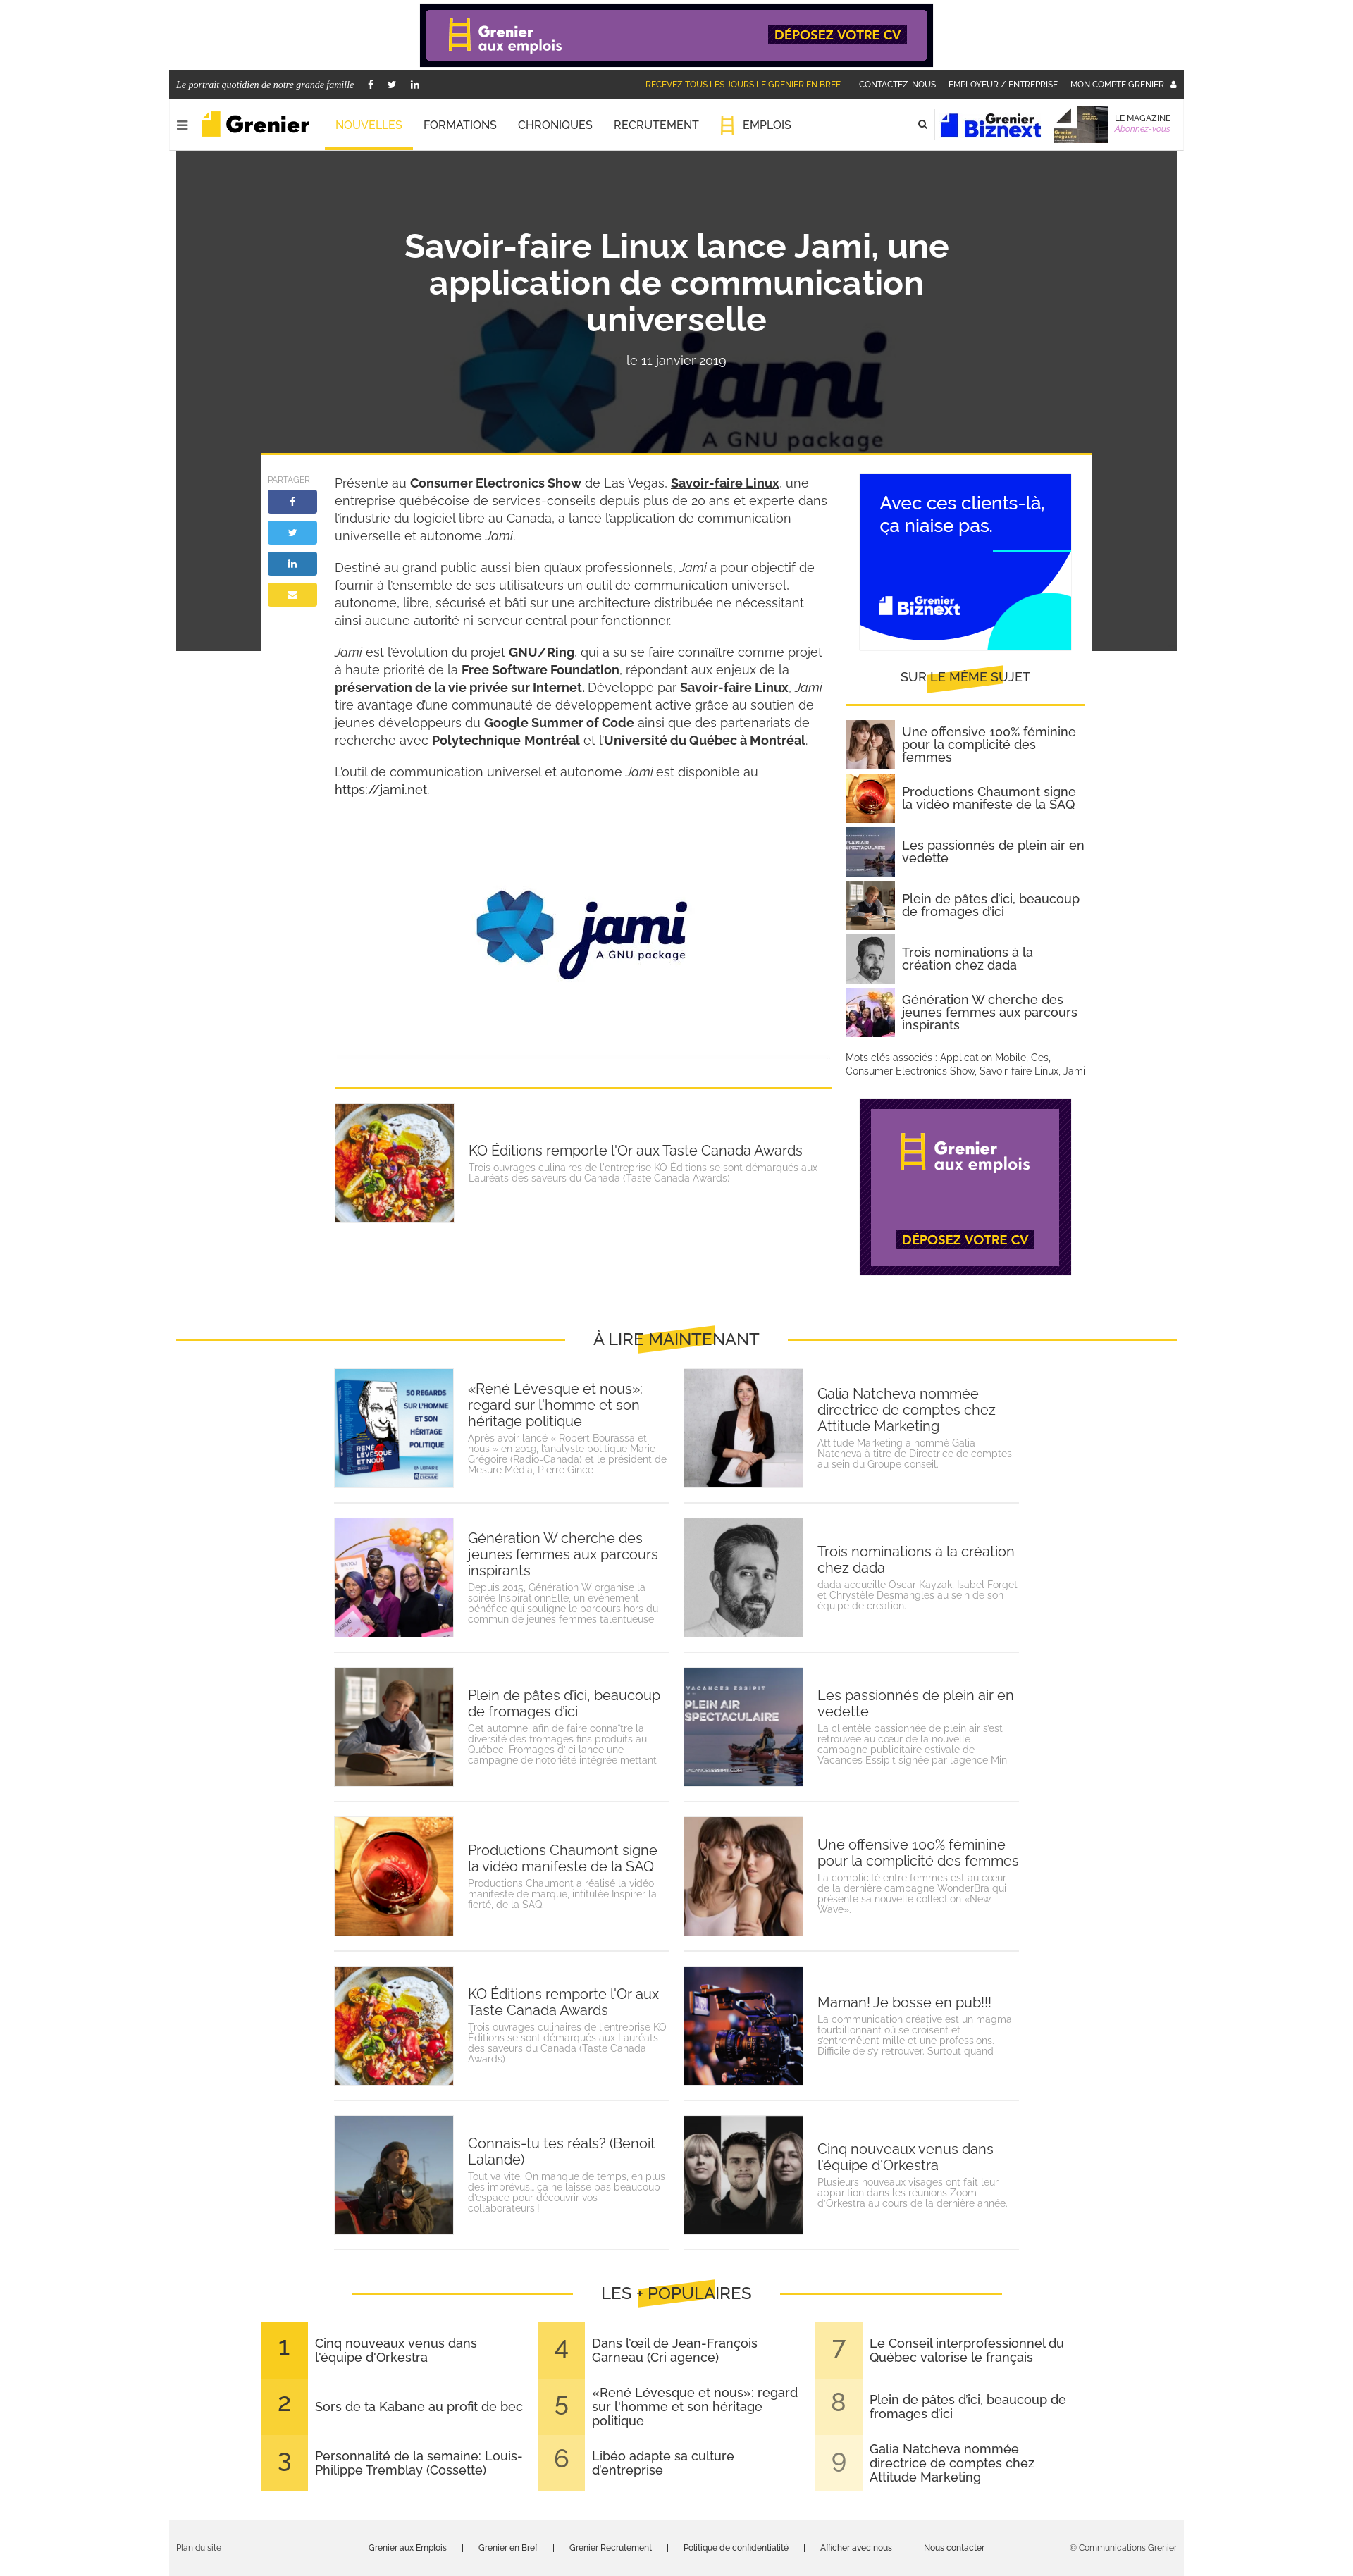 Grenier
aux emplois
DÉPOSEZ VOTRE CV
Le portrait quotidien de notre grande famille
RECEVEZ TOUS LES JOURS LE GRENIER EN BREF
CONTACTEZ-NOUS
EMPLOYEUR / ENTREPRISE
MON COMPTE GRENIER
Grenier
NOUVELLES
FORMATIONS
CHRONIQUES
RECRUTEMENT
EMPLOIS
Grenier
Biznext
LE MAGAZINE
Abonnez-vous
Savoir-faire Linux lance Jami, une
application de communication
universelle
le 11 janvier 2019
jami
A GNU package
PARTAGER
Présente au Consumer Electronics Show de Las Vegas, Savoir-faire Linux, une
entreprise québécoise de services-conseils depuis plus de 20 ans et experte dans
l'industrie du logiciel libre au Canada, a lancé l'application de communication
universelle et autonome Jami.
Destiné au grand public aussi bien qu'aux professionnels, Jami a pour objectif de
fournir à l'ensemble de ses utilisateurs un outil de communication universel,
autonome, libre, sécurisé et bâti sur une architecture distribuée ne nécessitant
ainsi aucune autorité ni serveur central pour fonctionner.
Jami est l'évolution du projet GNU/Ring, qui a su se faire connaître comme projet
à haute priorité de la Free Software Foundation, répondant aux enjeux de la
préservation de la vie privée sur Internet. Développé par Savoir-faire Linux, Jami
tire avantage d'une communauté de développement active grâce au soutien de
jeunes développeurs du Google Summer of Code ainsi que des partenariats de
recherche avec Polytechnique Montréal et l'Université du Québec à Montréal.
L'outil de communication universel et autonome Jami est disponible au
https://jami.net.
jami
A GNU package
KO Éditions remporte l'Or aux Taste Canada Awards
Trois ouvrages culinaires de l'entreprise KO Éditions se sont démarqués aux
Lauréats des saveurs du Canada (Taste Canada Awards)
Avec ces clients-là,
ça niaise pas.
Grenier
Biznext
SUR LE MÊME SUJET
Une offensive 100% féminine
pour la complicité des
femmes
Productions Chaumont signe
la vidéo manifeste de la SAQ
PLEIN AIR
SPECTACULAIRE
Les passionnés de plein air en
vedette
Plein de pâtes d'ici, beaucoup
de fromages d'ici
Trois nominations à la
création chez dada
Génération W cherche des
jeunes femmes aux parcours
inspirants
Mots clés associés : Application Mobile, Ces,
Consumer Electronics Show, Savoir-faire Linux, Jami
Grenier
aux emplois
DÉPOSEZ VOTRE CV
À LIRE MAINTENANT
50 REGARDS
SUR L'HOMME
ET SON
HÉRITAGE
POLITIQUE
RENÉ LÉVESQUE
ET NOUS
EN LIBRAIRIE
«René Lévesque et nous»:
regard sur l'homme et son
héritage politique
Après avoir lancé « Robert Bourassa et
nous » en 2019, l'analyste politique Marie
Grégoire (Radio-Canada) et le président de
Mesure Média, Pierre Gince
Galia Natcheva nommée
directrice de comptes chez
Attitude Marketing
Attitude Marketing a nommé Galia
Natcheva à titre de Directrice de comptes
au sein du Groupe conseil.
Génération W cherche des
jeunes femmes aux parcours
inspirants
Depuis 2015, Génération W organise la
soirée InspirationnElle, un événement-
bénéfice qui souligne le parcours hors du
commun de jeunes femmes talentueuse
Trois nominations à la création
chez dada
dada accueille Oscar Kayzak, Isabel Forget
et Chrystèle Desmangles au sein de son
équipe de création.
Plein de pâtes d'ici, beaucoup
de fromages d'ici
Cet automne, afin de faire connaître la
diversité des fromages fins produits au
Québec, Fromages d'ici lance une
campagne de notoriété intégrée mettant
VACANCES ESSIPIT
PLEIN AIR
SPECTACULAIRE
VACANCESESSIPIT.COM
Les passionnés de plein air en
vedette
La clientèle passionnée de plein air s'est
retrouvée au cœur de la nouvelle
campagne publicitaire estivale de
Vacances Essipit signée par l'agence Mini
Productions Chaumont signe
la vidéo manifeste de la SAQ
Productions Chaumont a réalisé la vidéo
manifeste de marque, intitulée Inspirer la
fierté, de la SAQ.
Une offensive 100% féminine
pour la complicité des femmes
La complicité entre femmes est au cœur
de la dernière campagne WonderBra qui
présente sa nouvelle collection «New
Wave».
KO Éditions remporte l'Or aux
Taste Canada Awards
Trois ouvrages culinaires de l'entreprise KO
Éditions se sont démarqués aux Lauréats
des saveurs du Canada (Taste Canada
Awards)
Maman! Je bosse en pub!!!
La communication créative est un magma
tourbillonnant où se croisent et
s'entremêlent mille et une professions.
Difficile de s'y retrouver. Surtout quand
Connais-tu tes réals? (Benoit
Lalande)
Tout va vite. On manque de temps, en plus
des imprévus… ça ne laisse pas beaucoup
d'espace pour découvrir vos
collaborateurs !
Cinq nouveaux venus dans
l'équipe d'Orkestra
Plusieurs nouveaux visages ont fait leur
apparition dans les réunions Zoom
d'Orkestra au cours de la dernière année.
LES + POPULAIRES
1
Cinq nouveaux venus dans
l'équipe d'Orkestra
2
Sors de ta Kabane au profit de bec
3
Personnalité de la semaine: Louis-
Philippe Tremblay (Cossette)
4
Dans l'œil de Jean-François
Garneau (Cri agence)
5
«René Lévesque et nous»: regard
sur l'homme et son héritage
politique
6
Libéo adapte sa culture
d'entreprise
7
Le Conseil interprofessionnel du
Québec valorise le français
8
Plein de pâtes d'ici, beaucoup de
fromages d'ici
9
Galia Natcheva nommée
directrice de comptes chez
Attitude Marketing
Plan du site
Grenier aux Emplois | Grenier en Bref | Grenier Recrutement | Politique de confidentialité | Afficher avec nous | Nous contacter
© Communications Grenier